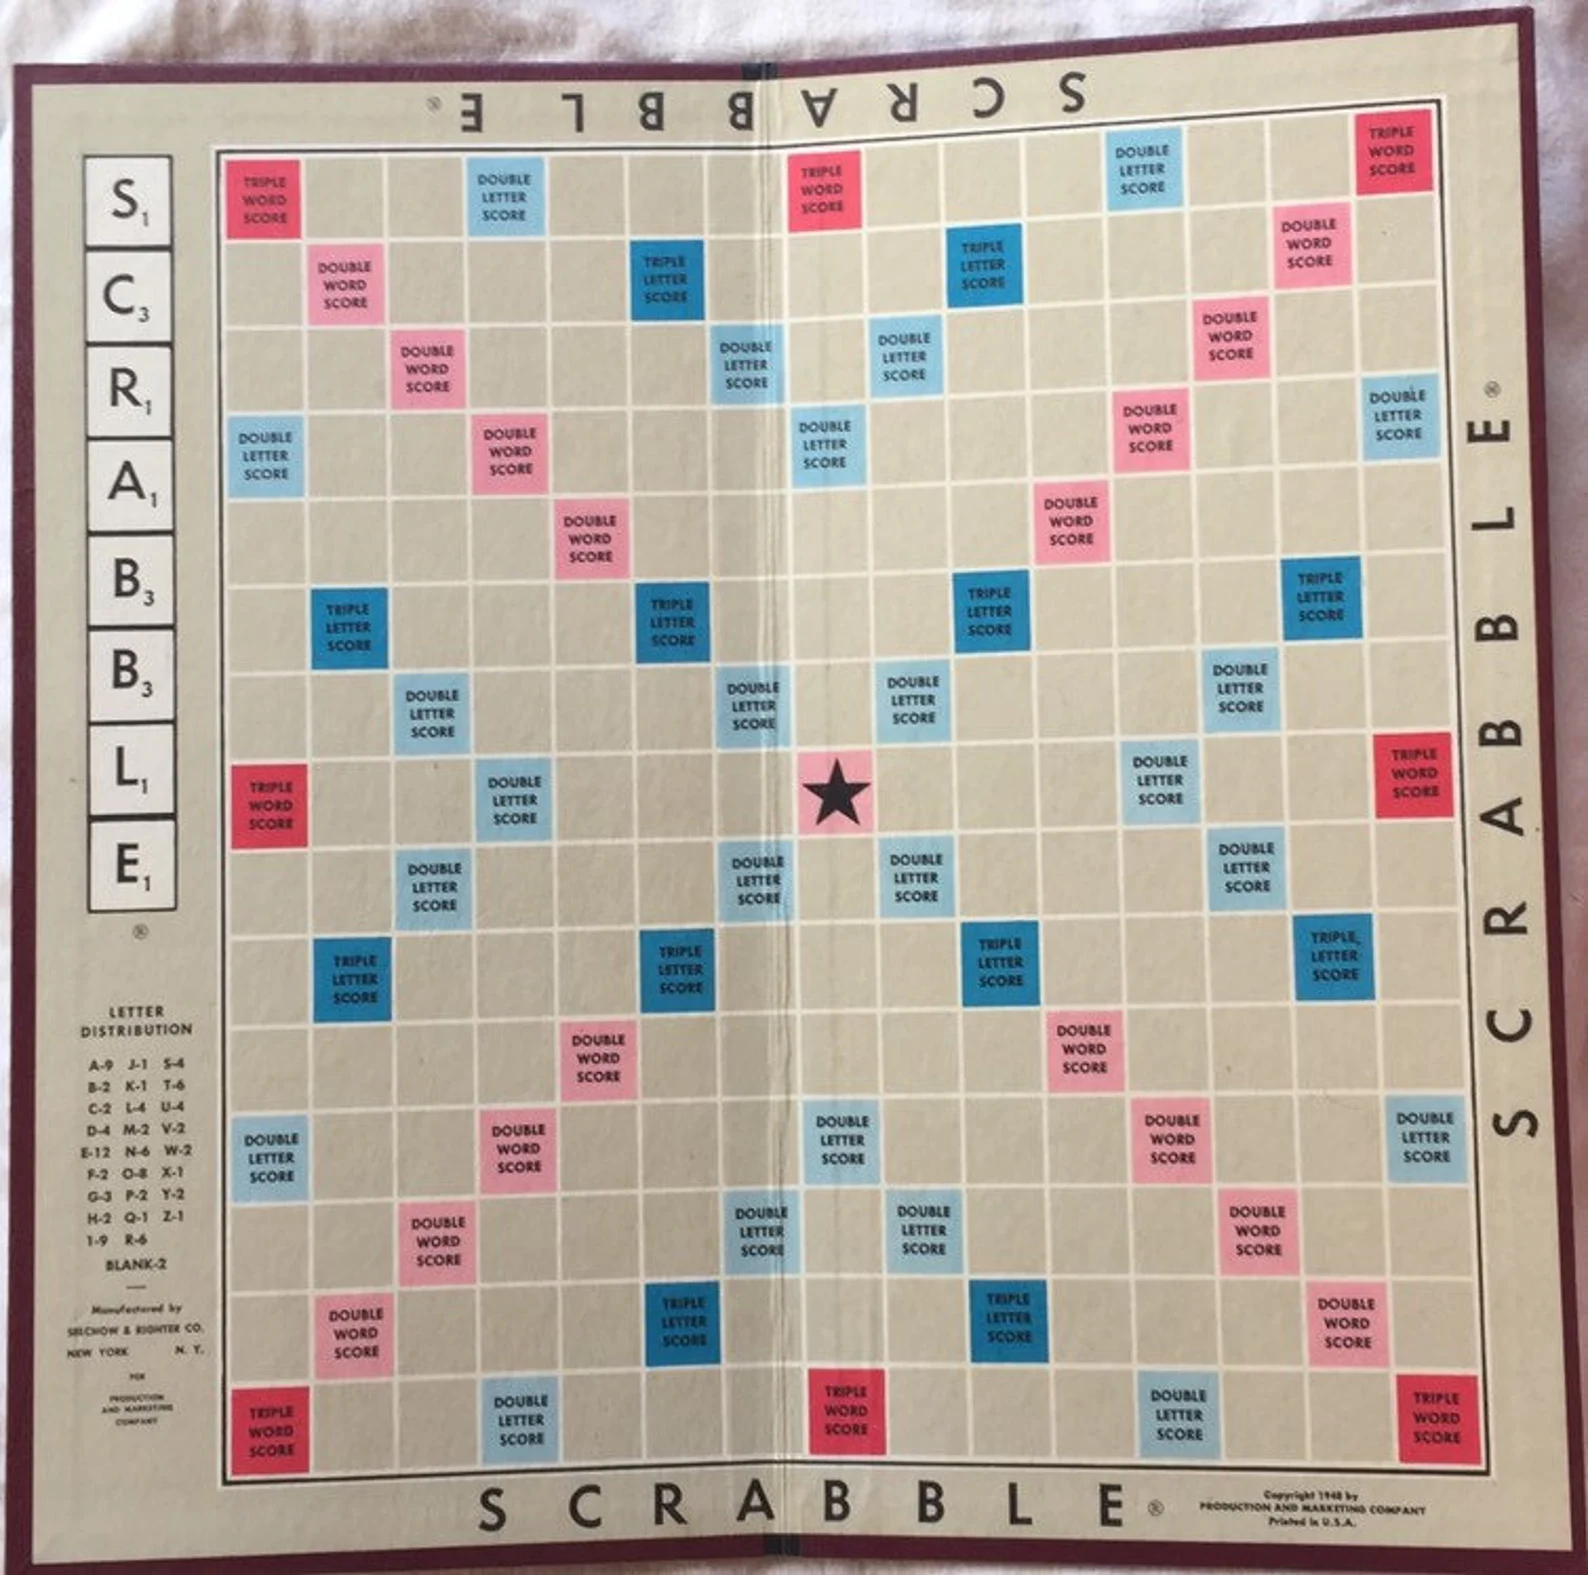 SCRABBLE®
S1
C3
R1
A1
B3
B3
L1
E1
®
LETTER
DISTRIBUTION
A-9 J-1 S-4
B-2 K-1 T-6
C-2 L-4 U-4
D-4 M-2 V-2
E-12 N-6 W-2
F-2 O-8 X-1
G-3 P-2 Y-2
H-2 Q-1 Z-1
I-9 R-6
BLANK-2
Manufactured by
SELCHOW & RIGHTER CO.
NEW YORK N. Y.
FOR
PRODUCTION
AND MARKETING
COMPANY
TRIPLE
WORD
SCORE
DOUBLE
LETTER
SCORE
TRIPLE
WORD
SCORE
DOUBLE
LETTER
SCORE
TRIPLE
WORD
SCORE
DOUBLE
WORD
SCORE
TRIPLE
LETTER
SCORE
TRIPLE
LETTER
SCORE
DOUBLE
WORD
SCORE
DOUBLE
WORD
SCORE
DOUBLE
LETTER
SCORE
DOUBLE
LETTER
SCORE
DOUBLE
WORD
SCORE
DOUBLE
LETTER
SCORE
DOUBLE
WORD
SCORE
DOUBLE
LETTER
SCORE
DOUBLE
WORD
SCORE
DOUBLE
LETTER
SCORE
DOUBLE
WORD
SCORE
DOUBLE
WORD
SCORE
TRIPLE
LETTER
SCORE
TRIPLE
LETTER
SCORE
TRIPLE
LETTER
SCORE
TRIPLE
LETTER
SCORE
DOUBLE
LETTER
SCORE
DOUBLE
LETTER
SCORE
DOUBLE
LETTER
SCORE
DOUBLE
LETTER
SCORE
TRIPLE
WORD
SCORE
DOUBLE
LETTER
SCORE
DOUBLE
LETTER
SCORE
TRIPLE
WORD
SCORE
DOUBLE
LETTER
SCORE
DOUBLE
LETTER
SCORE
DOUBLE
LETTER
SCORE
DOUBLE
LETTER
SCORE
TRIPLE
LETTER
SCORE
TRIPLE
LETTER
SCORE
TRIPLE
LETTER
SCORE
TRIPLE
LETTER
SCORE
DOUBLE
WORD
SCORE
DOUBLE
WORD
SCORE
DOUBLE
LETTER
SCORE
DOUBLE
WORD
SCORE
DOUBLE
LETTER
SCORE
DOUBLE
WORD
SCORE
DOUBLE
LETTER
SCORE
DOUBLE
WORD
SCORE
DOUBLE
LETTER
SCORE
DOUBLE
LETTER
SCORE
DOUBLE
WORD
SCORE
DOUBLE
WORD
SCORE
TRIPLE
LETTER
SCORE
TRIPLE
LETTER
SCORE
DOUBLE
WORD
SCORE
TRIPLE
WORD
SCORE
DOUBLE
LETTER
SCORE
TRIPLE
WORD
SCORE
DOUBLE
LETTER
SCORE
TRIPLE
WORD
SCORE
SCRABBLE®
SCRABBLE®
Copyright 1948 by
PRODUCTION AND MARKETING COMPANY
Printed in U.S.A.